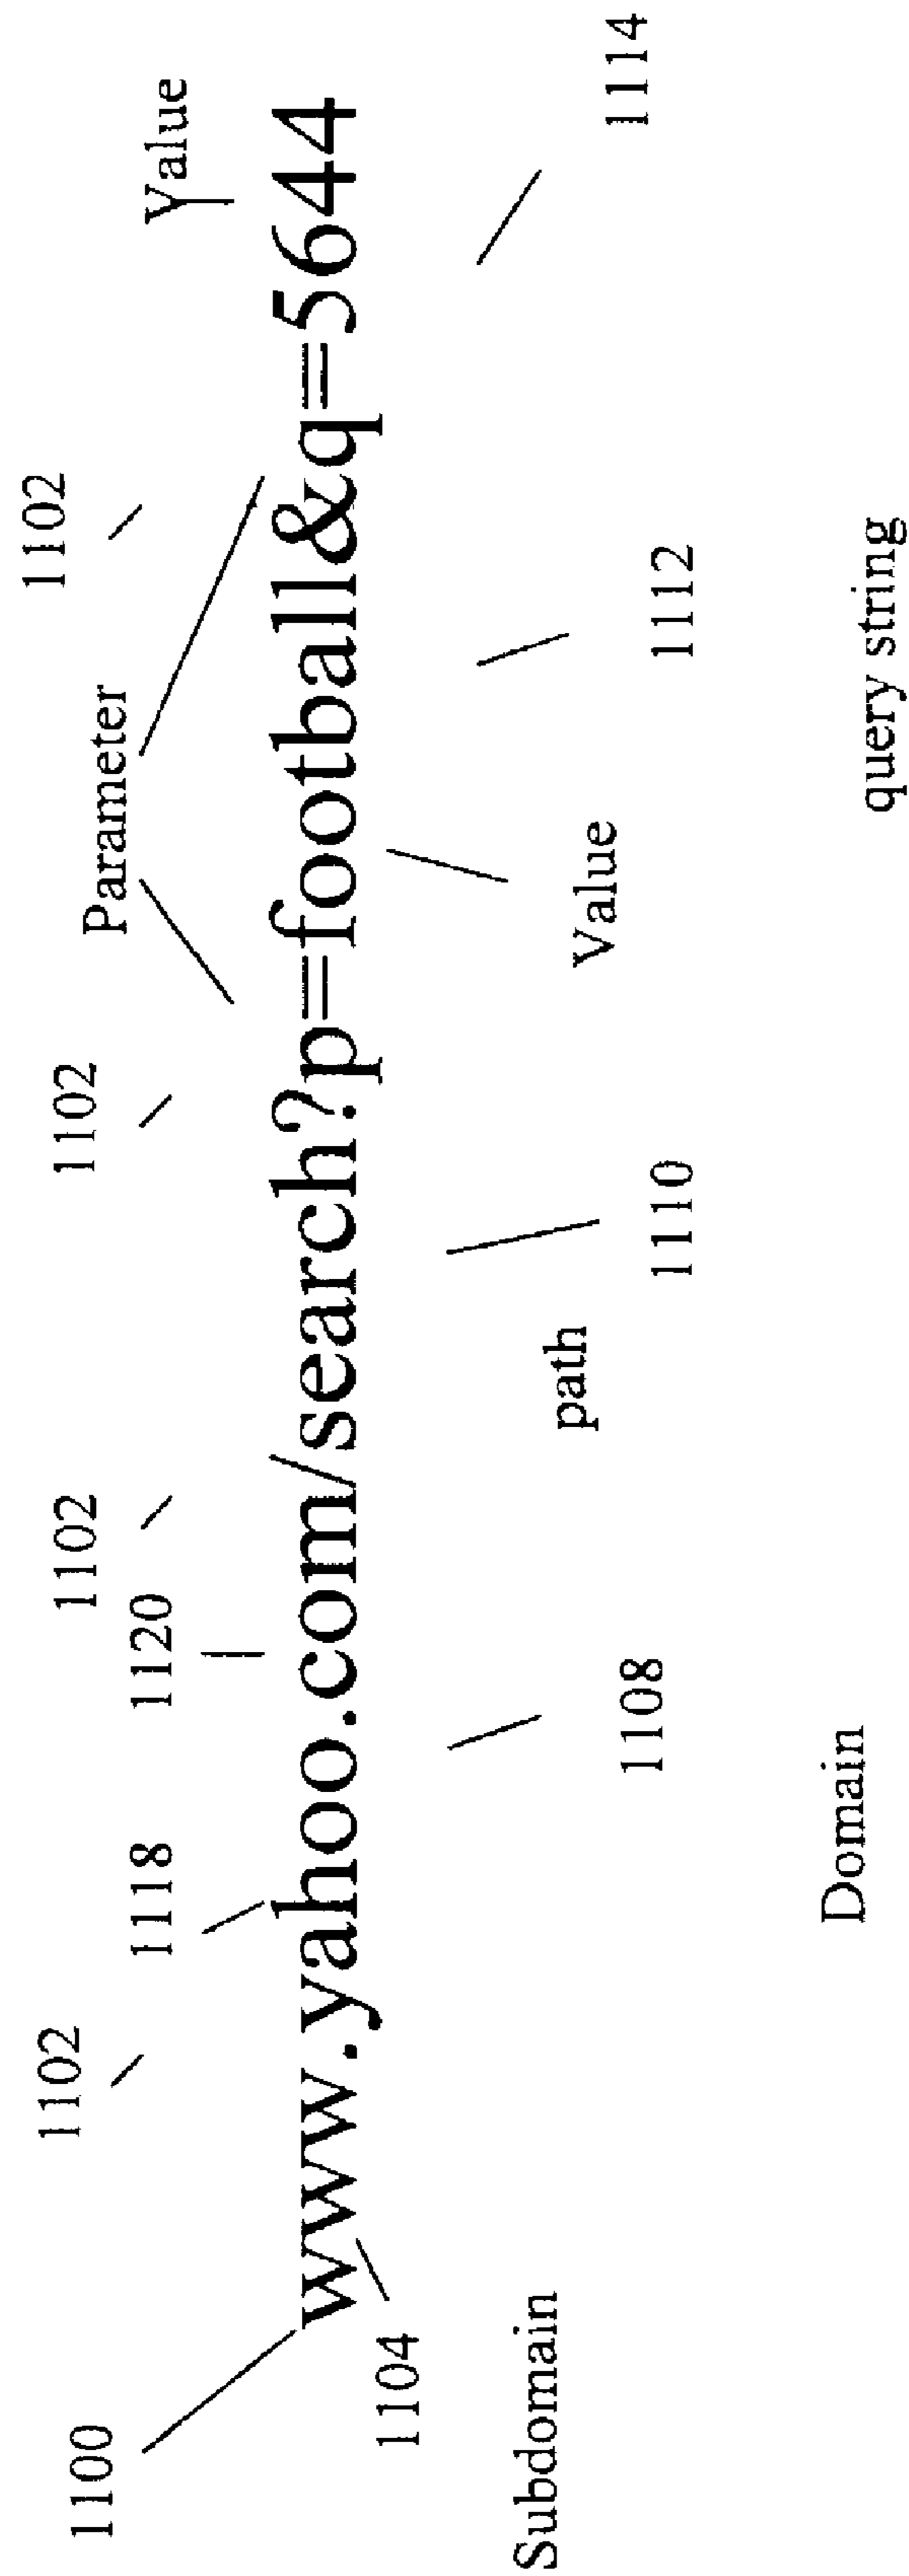 1102
1102
Parameter
Value
1102
1102
1118
1120
1100
www.yahoo.com/search?p=football&q=5644
1104
Subdomain
1108
Domain
path
1110
Value
1112
query string
1114